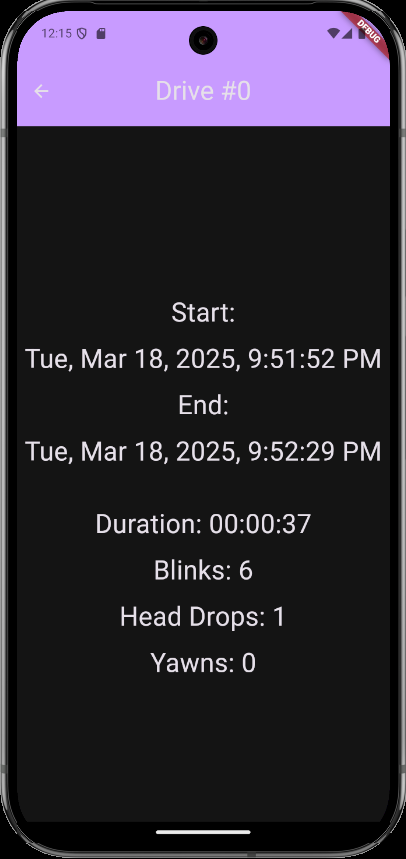 12:15
DEBUG
Drive #0
Start:
Tue, Mar 18, 2025, 9:51:52 PM
End:
Tue, Mar 18, 2025, 9:52:29 PM
Duration: 00:00:37
Blinks: 6
Head Drops: 1
Yawns: 0